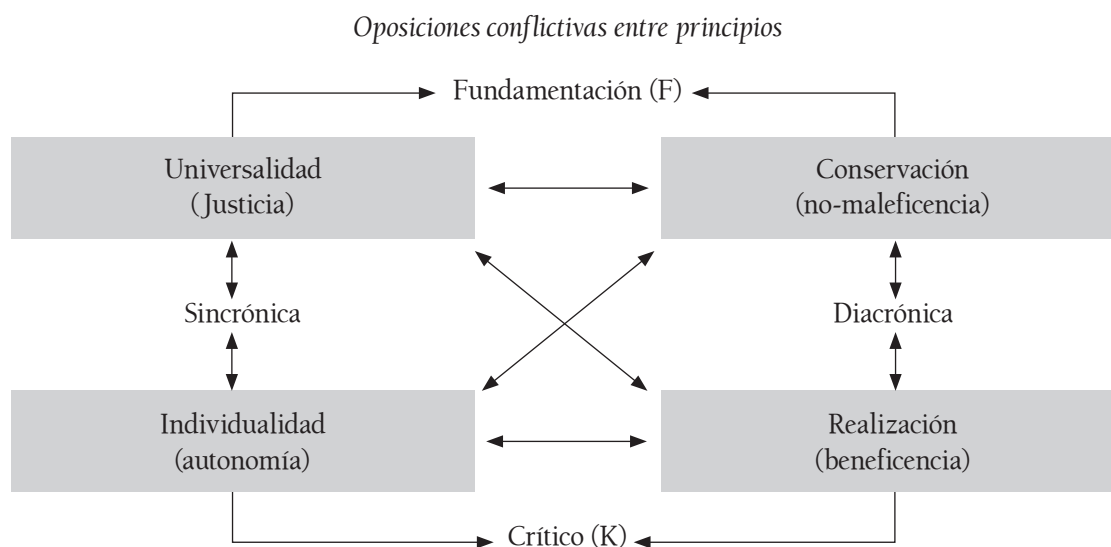 Oposiciones conflictivas entre principios
Fundamentación (F)
Universalidad
(Justicia)
Conservación
(no-maleficencia)
Sincrónica
Diacrónica
Individualidad
(autonomía)
Realización
(beneficencia)
Crítico (K)